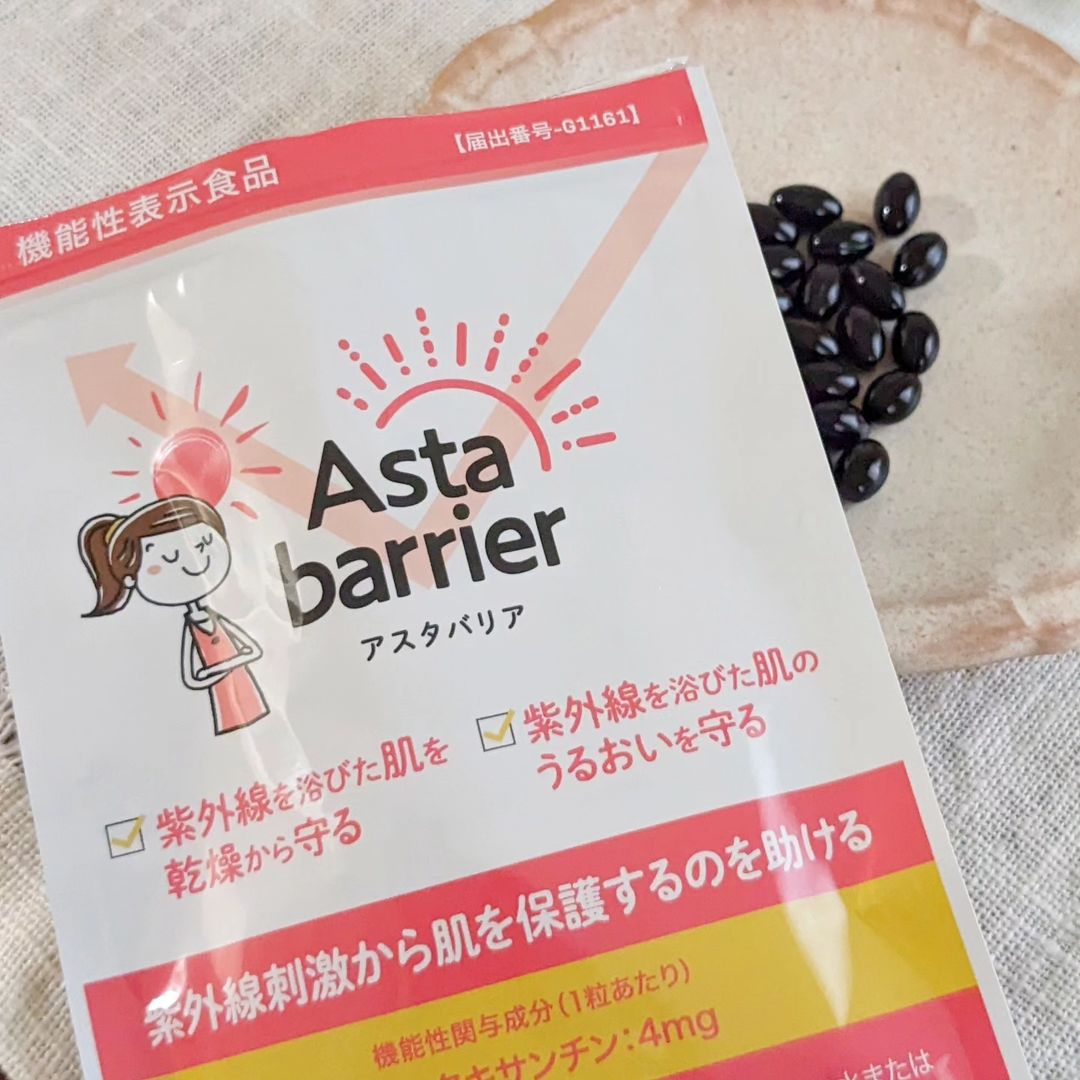 機能性表示食品
【届出番号-G1161】
Asta
barrier
アスタバリア
紫外線を浴びた肌を
乾燥から守る
紫外線を浴びた肌の
うるおいを守る
紫外線刺激から肌を保護するのを助ける
機能性関与成分(1粒あたり)
キサンチン:4mg
または